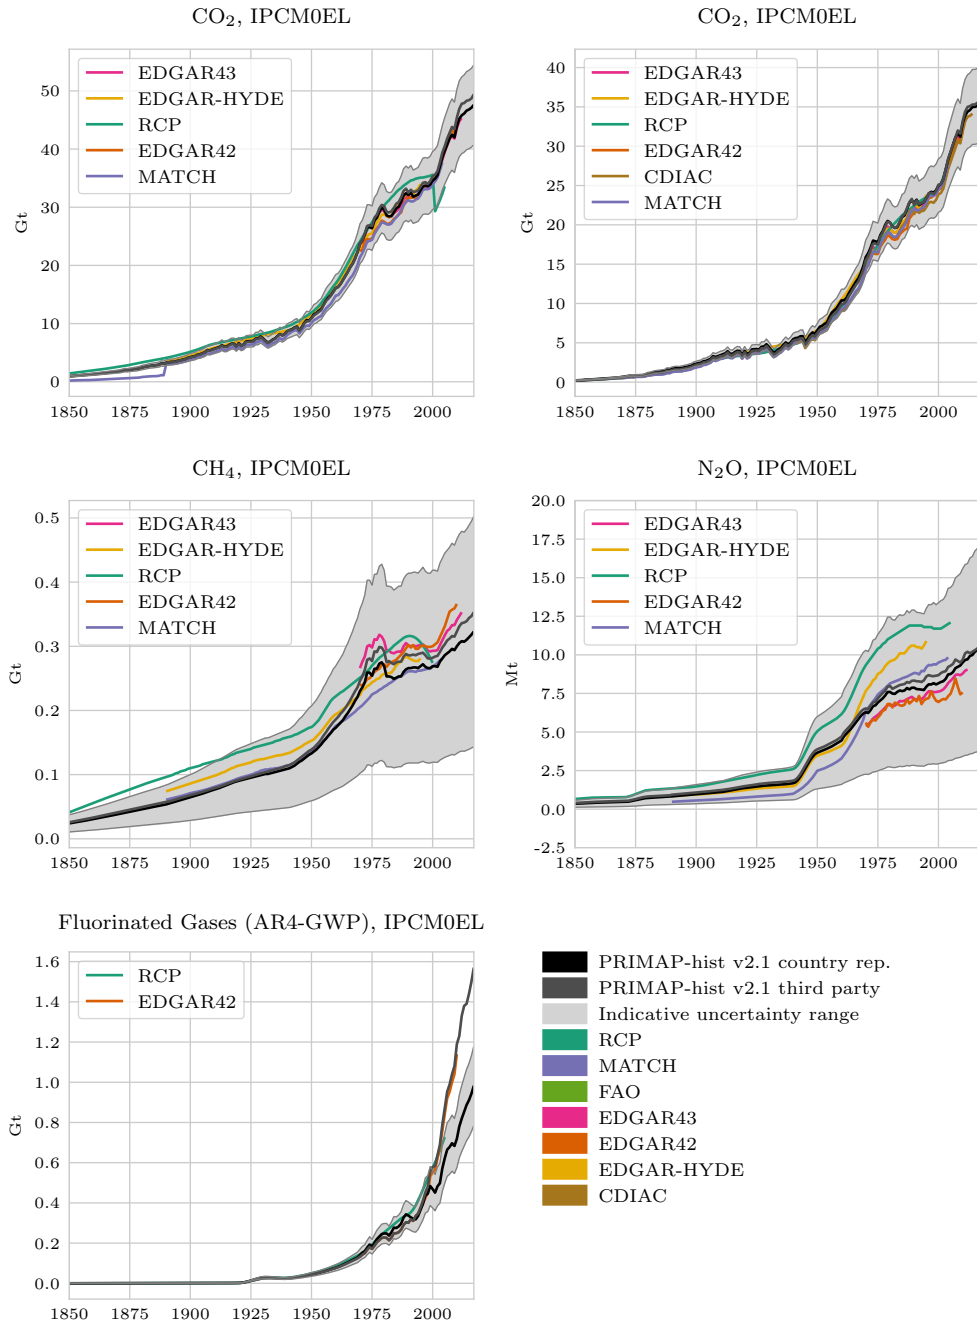 CO₂, IPCM0EL
EDGAR43
EDGAR-HYDE
RCP
EDGAR42
MATCH
Gt
50
40
30
20
10
0
1850 1875 1900 1925 1950 1975 2000
CO₂, IPCM0EL
EDGAR43
EDGAR-HYDE
RCP
EDGAR42
CDIAC
MATCH
Gt
40
35
30
25
20
15
10
5
0
1850 1875 1900 1925 1950 1975 2000
CH₄, IPCM0EL
EDGAR43
EDGAR-HYDE
RCP
EDGAR42
MATCH
Gt
0.5
0.4
0.3
0.2
0.1
0.0
1850 1875 1900 1925 1950 1975 2000
N₂O, IPCM0EL
EDGAR43
EDGAR-HYDE
RCP
EDGAR42
MATCH
Mt
20.0
17.5
15.0
12.5
10.0
7.5
5.0
2.5
0.0
-2.5
1850 1875 1900 1925 1950 1975 2000
Fluorinated Gases (AR4-GWP), IPCM0EL
RCP
EDGAR42
Gt
1.6
1.4
1.2
1.0
0.8
0.6
0.4
0.2
0.0
1850 1875 1900 1925 1950 1975 2000
PRIMAP-hist v2.1 country rep.
PRIMAP-hist v2.1 third party
Indicative uncertainty range
RCP
MATCH
FAO
EDGAR43
EDGAR42
EDGAR-HYDE
CDIAC